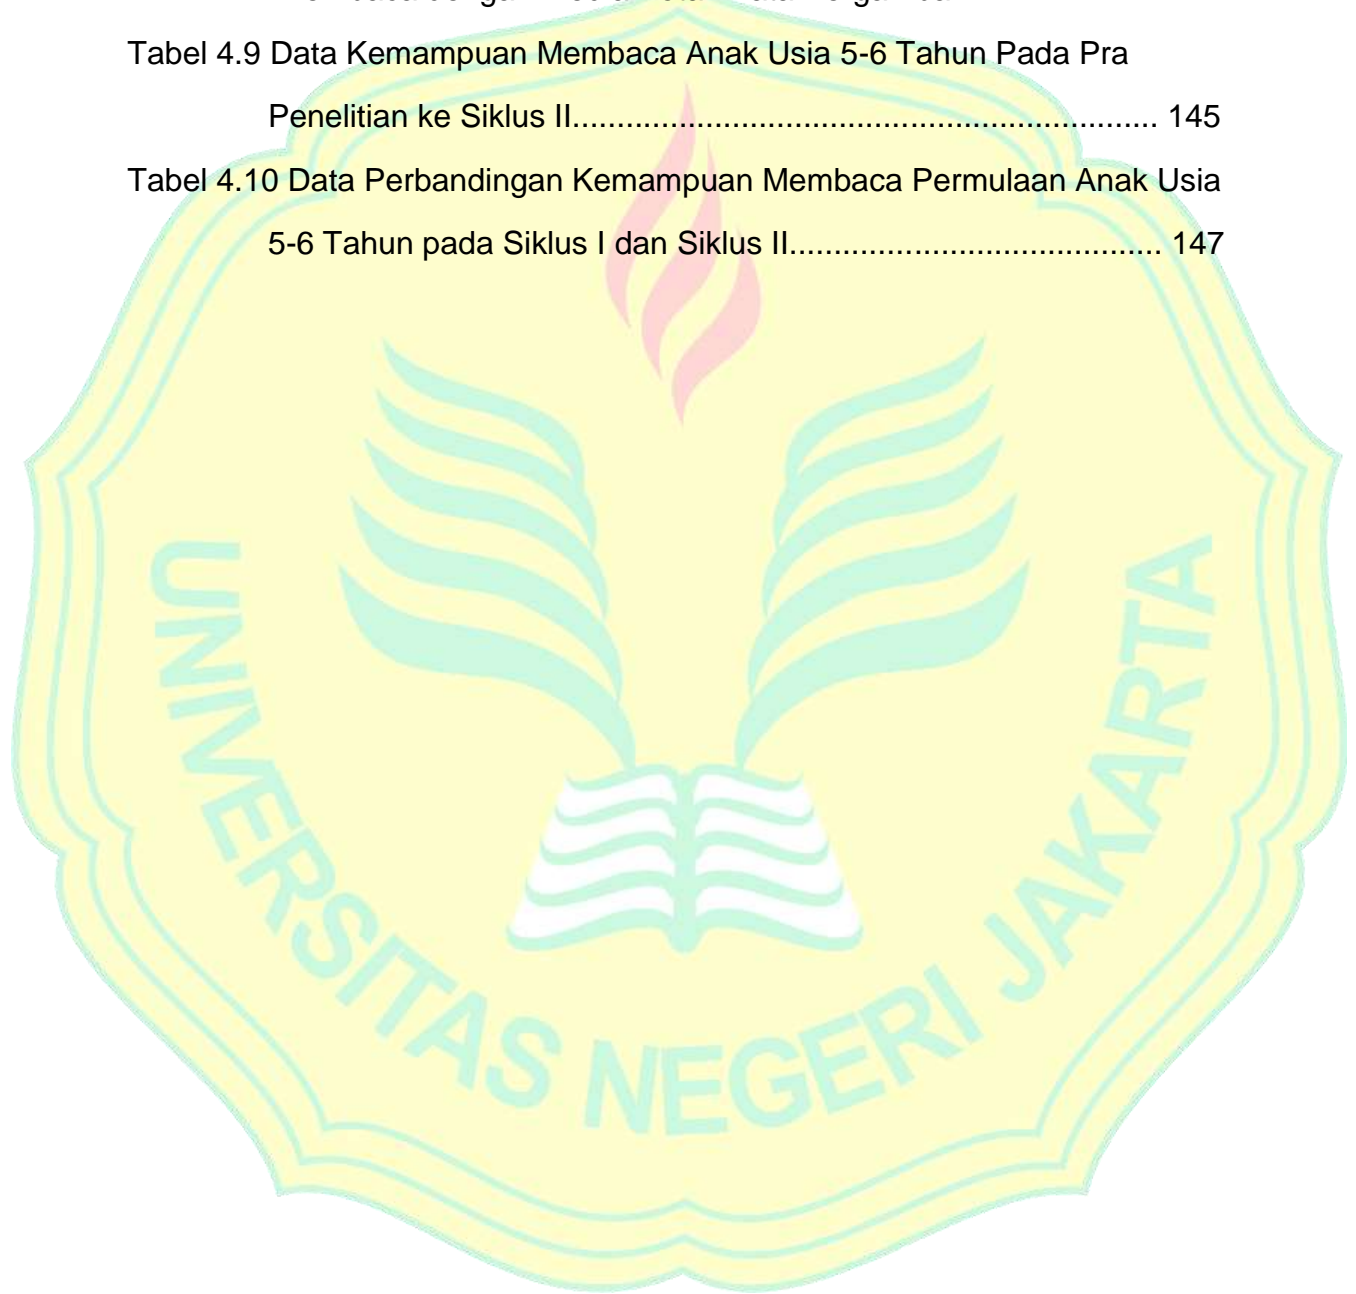 Tabel 4.9 Data Kemampuan Membaca Anak Usia 5-6 Tahun Pada Pra
Penelitian ke Siklus II................................................................. 145
Tabel 4.10 Data Perbandingan Kemampuan Membaca Permulaan Anak Usia
5-6 Tahun pada Siklus I dan Siklus II......................................... 147
UNIVERSITAS NEGERI JAKARTA